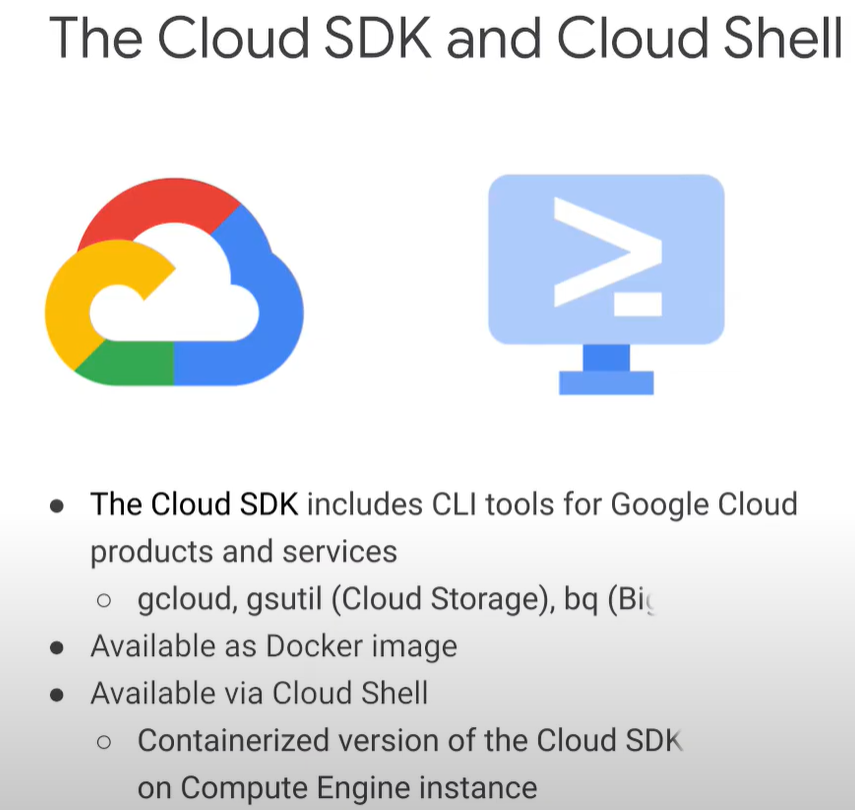 The Cloud SDK and Cloud Shell
● The Cloud SDK includes CLI tools for Google Cloud
products and services
○ gcloud, gsutil (Cloud Storage), bq
● Available as Docker image
● Available via Cloud Shell
○ Containerized version of the Cloud SDK
on Compute Engine instance